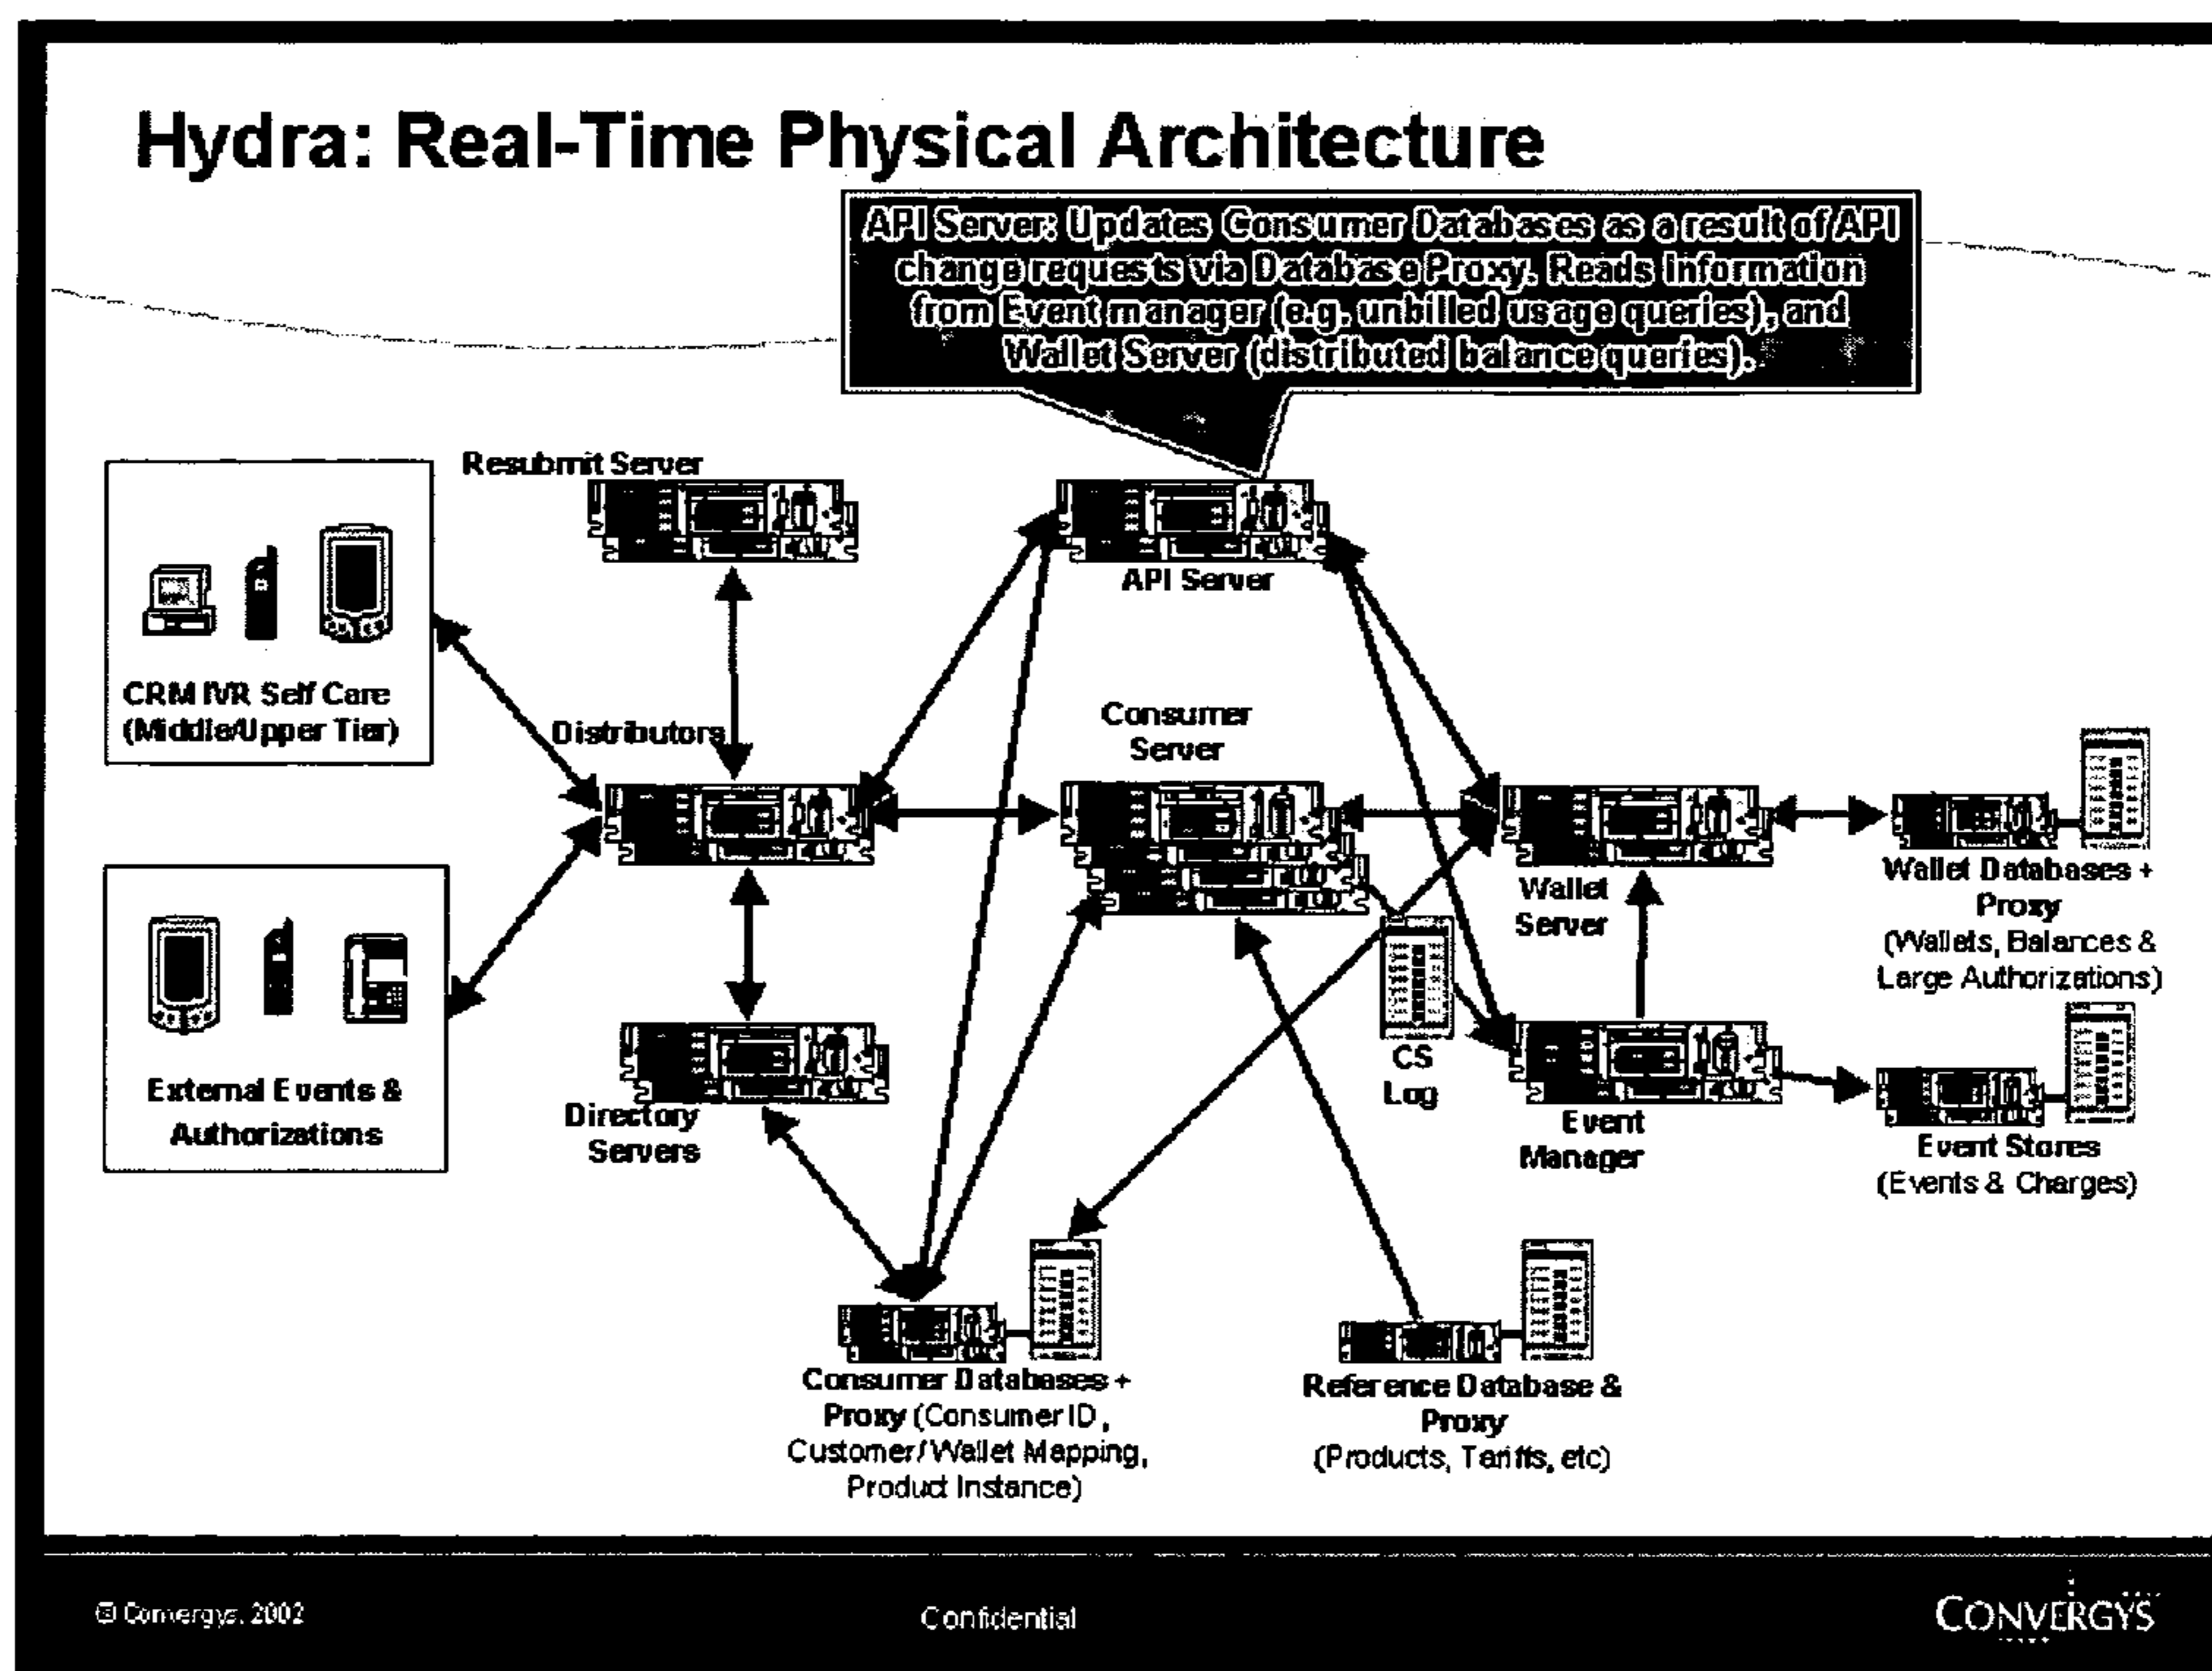 Hydra: Real-Time Physical Architecture
API Server: Updates Consumer Databases as a result of API
change requests via Database Proxy. Reads information
from Event manager (e.g. unbilled usage queries), and
Wallet Server (distributed balance queries).
Resubmit Server
API Server
CRM IVR Self Care
(Middle/Upper Tier)
Distributors
Consumer
Server
Wallet
Server
Wallet Databases +
Proxy
(Wallets, Balances &
Large Authorizations)
External Events &
Authorizations
Directory
Servers
CS
Log
Event
Manager
Event Stores
(Events & Charges)
Consumer Databases +
Proxy (Consumer ID,
Customer/Wallet Mapping,
Product Instance)
Reference Database &
Proxy
(Products, Tariffs, etc)
© Convergys, 2002
Confidential
CONVERGYS